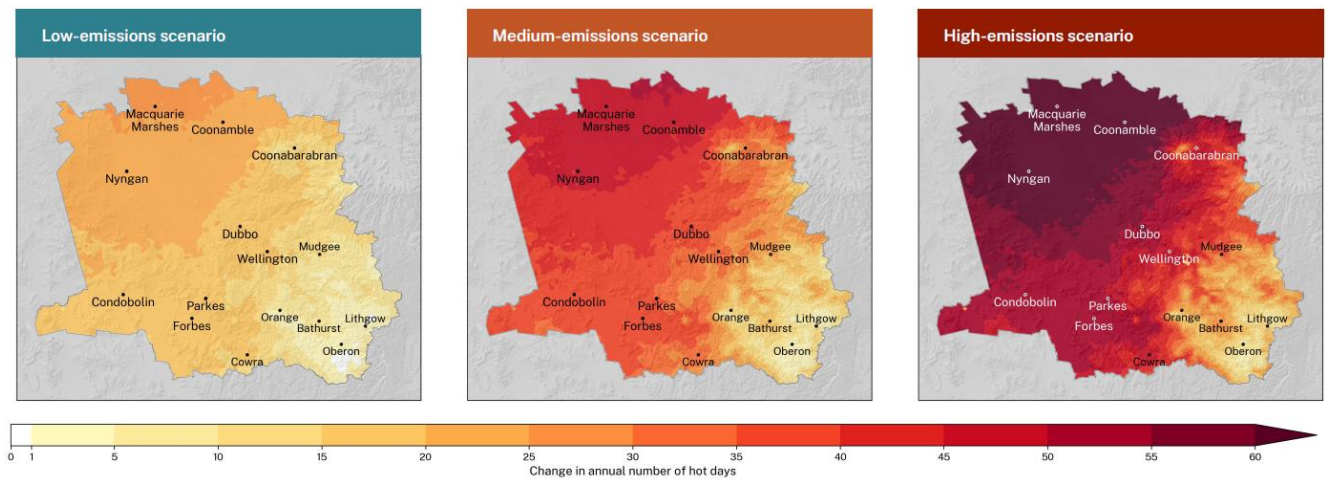 Low-emissions scenario
Macquarie
Marshes
Coonamble
Coonabarabran
Nyngan
Dubbo
Mudgee
Wellington
Condobolin
Parkes
Forbes
Orange
Lithgow
Bathurst
Oberon
Cowra
Medium-emissions scenario
Macquarie
Marshes
Coonamble
Coonabarabran
Nyngan
Dubbo
Mudgee
Wellington
Condobolin
Parkes
Forbes
Orange
Lithgow
Bathurst
Oberon
Cowra
High-emissions scenario
Macquarie
Marshes
Coonamble
Coonabarabran
Nyngan
Dubbo
Mudgee
Wellington
Condobolin
Parkes
Forbes
Orange
Lithgow
Bathurst
Oberon
Cowra
0 1 5 10 15 20 25 30 35 40 45 50 55 60
Change in annual number of hot days